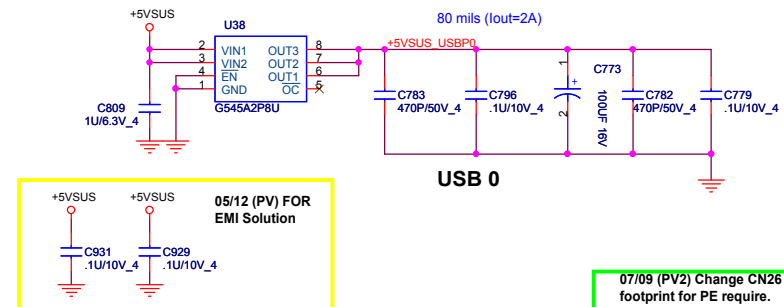 +5VSUS
U38
80 mils (Iout=2A)
+5VSUS_USBP0
2 VIN1 OUT3 8
3 VIN2 OUT2 7
4 EN OUT1 6
1 GND OC 5
G545A2P8U
C809
1U/6.3V_4
C783
470P/50V_4
C796
.1U/10V_4
1
+
2
C773
100UF 16V
C782
470P/50V_4
C779
.1U/10V_4
USB 0
+5VSUS
+5VSUS
05/12 (PV) FOR
EMI Solution
C931
.1U/10V_4
C929
.1U/10V_4
07/09 (PV2) Change CN26
footprint for PE require.